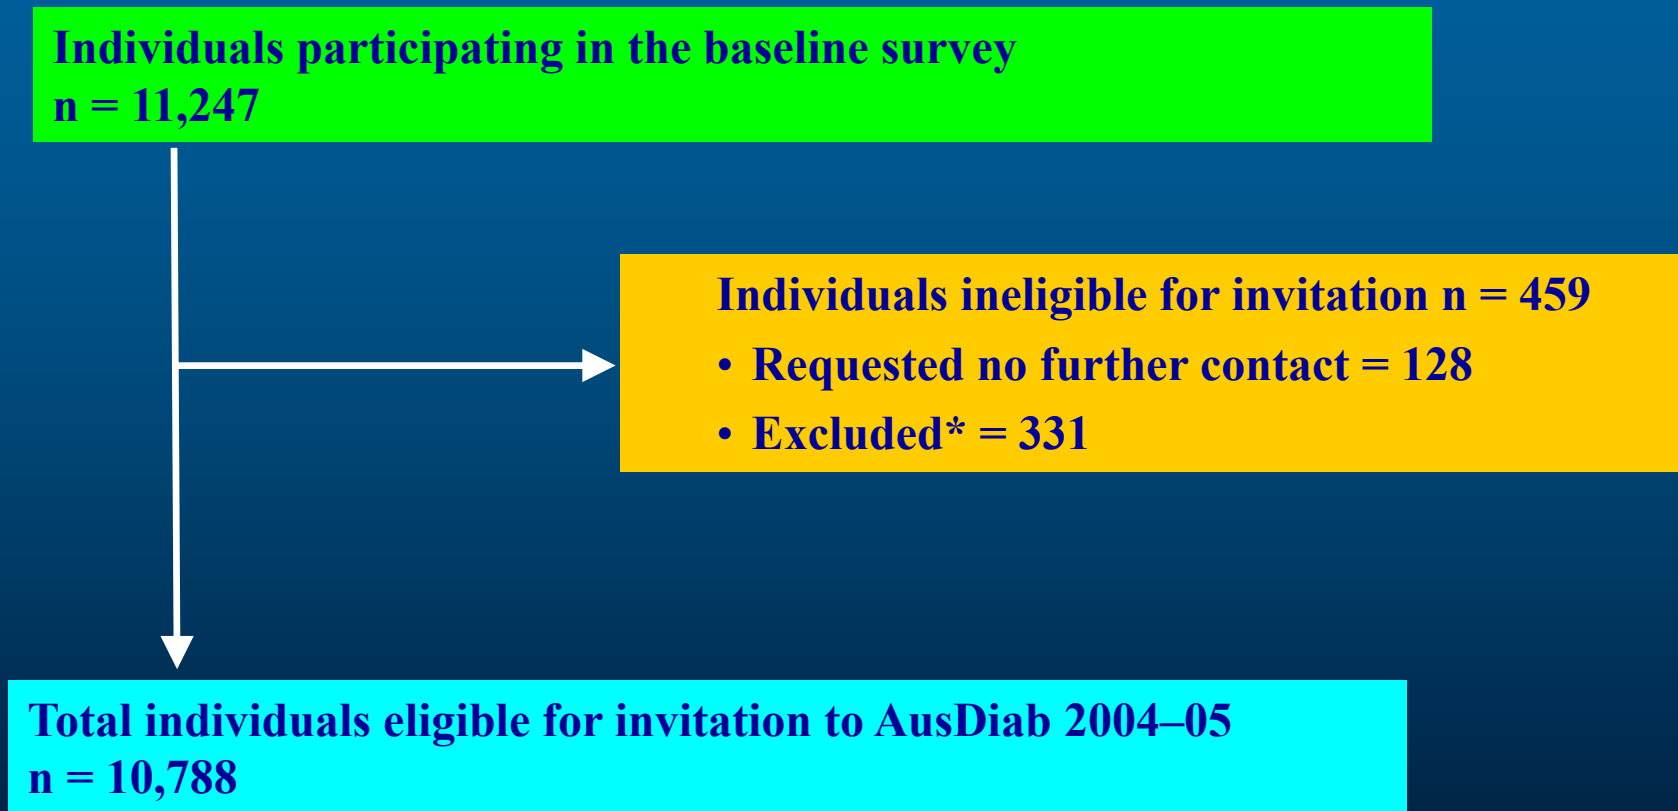 Individuals participating in the baseline survey
n = 11,247
Individuals ineligible for invitation n = 459
• Requested no further contact = 128
• Excluded* = 331
Total individuals eligible for invitation to AusDiab 2004–05
n = 10,788